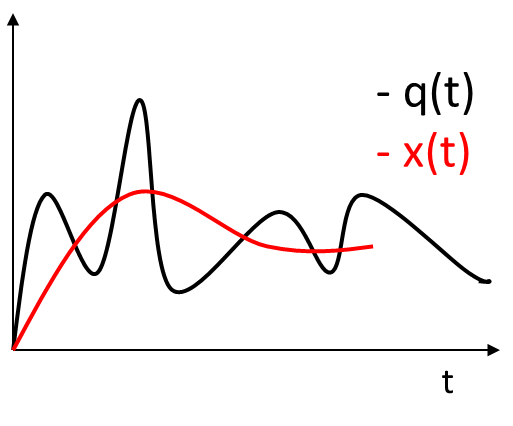 - q(t)
- x(t)
t